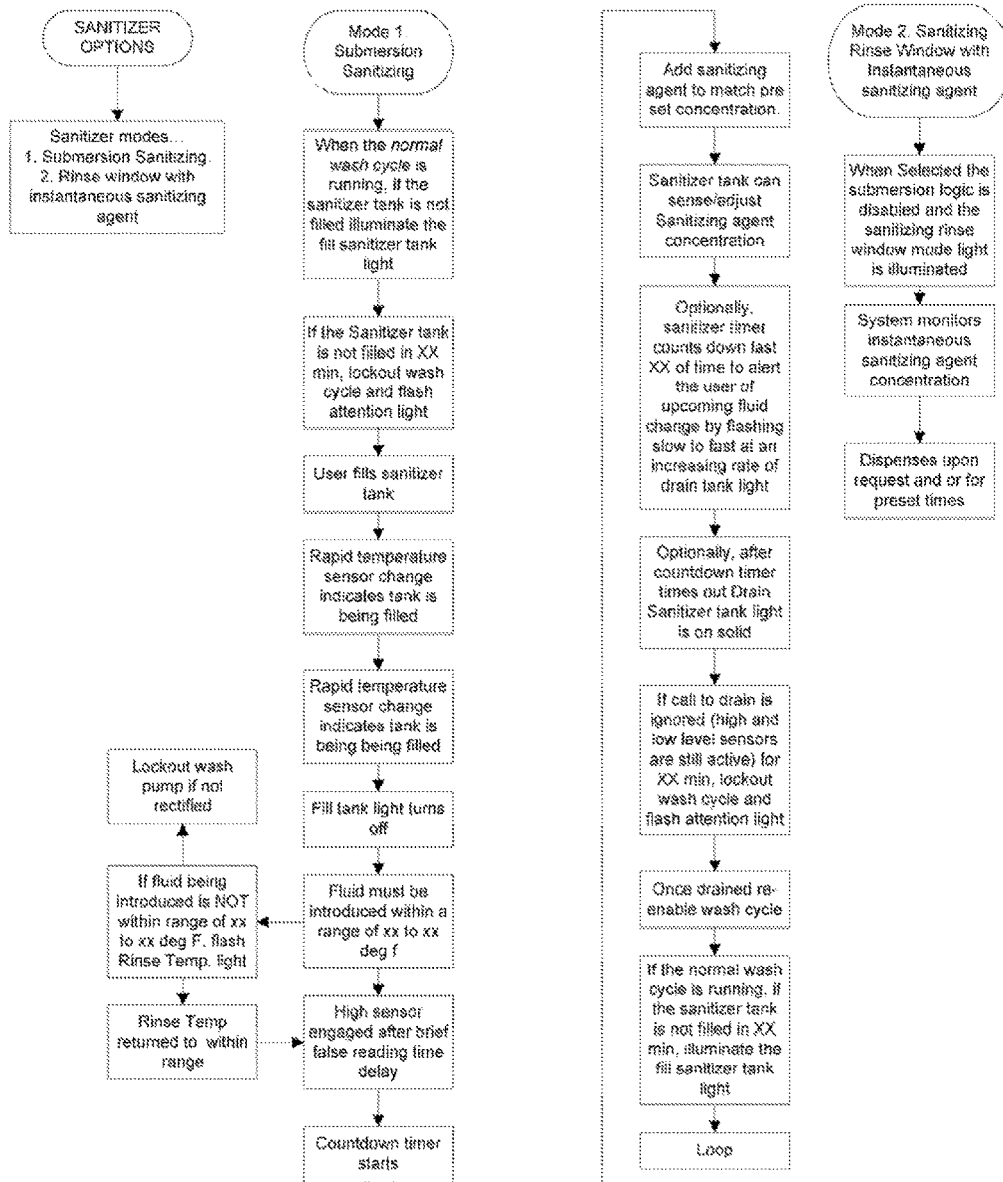 SANITIZER
OPTIONS
Sanitizer modes...
1. Submersion Sanitizing.
2. Rinse window with
instantaneous sanitizing
agent
Mode 1.
Submersion
Sanitizing
When the normal
wash cycle is
running, if the
sanitizer tank is not
filled illuminate the
fill sanitizer tank
light
If the Sanitizer tank
is not filled in XX
min, lockout wash
cycle and flash
attention light
User fills sanitizer
tank
Rapid temperature
sensor change
indicates tank is
being filled
Rapid temperature
sensor change
indicates tank is
being being filled
Fill tank light turns
off
Fluid must be
introduced within a
range of xx to xx
deg f
If fluid being
introduced is NOT
within range of xx
to xx deg F. flash
Rinse Temp. light
Lockout wash
pump if not
rectified
Rinse Temp
returned to within
range
High sensor
engaged after brief
false reading time
delay
Countdown timer
starts
Add sanitizing
agent to match pre
set concentration.
Sanitizer tank can
sense/adjust
Sanitizing agent
concentration
Optionally,
sanitizer timer
counts down last
XX of time to alert
the user of
upcoming fluid
change by flashing
slow to fast at an
increasing rate of
drain tank light
Optionally, after
countdown timer
times out Drain
Sanitizer tank light
is on solid
If call to drain is
ignored (high and
low level sensors
are still active) for
XX min, lockout
wash cycle and
flash attention light
Once drained re-
enable wash cycle
If the normal wash
cycle is running, if
the sanitizer tank
is not filled in XX
min, illuminate the
fill sanitizer tank
light
Loop
Mode 2. Sanitizing
Rinse Window with
Instantaneous
sanitizing agent
When Selected the
submersion logic is
disabled and the
sanitizing rinse
window mode light
is illuminated
System monitors
instantaneous
sanitizing agent
concentration
Dispenses upon
request and or for
preset times